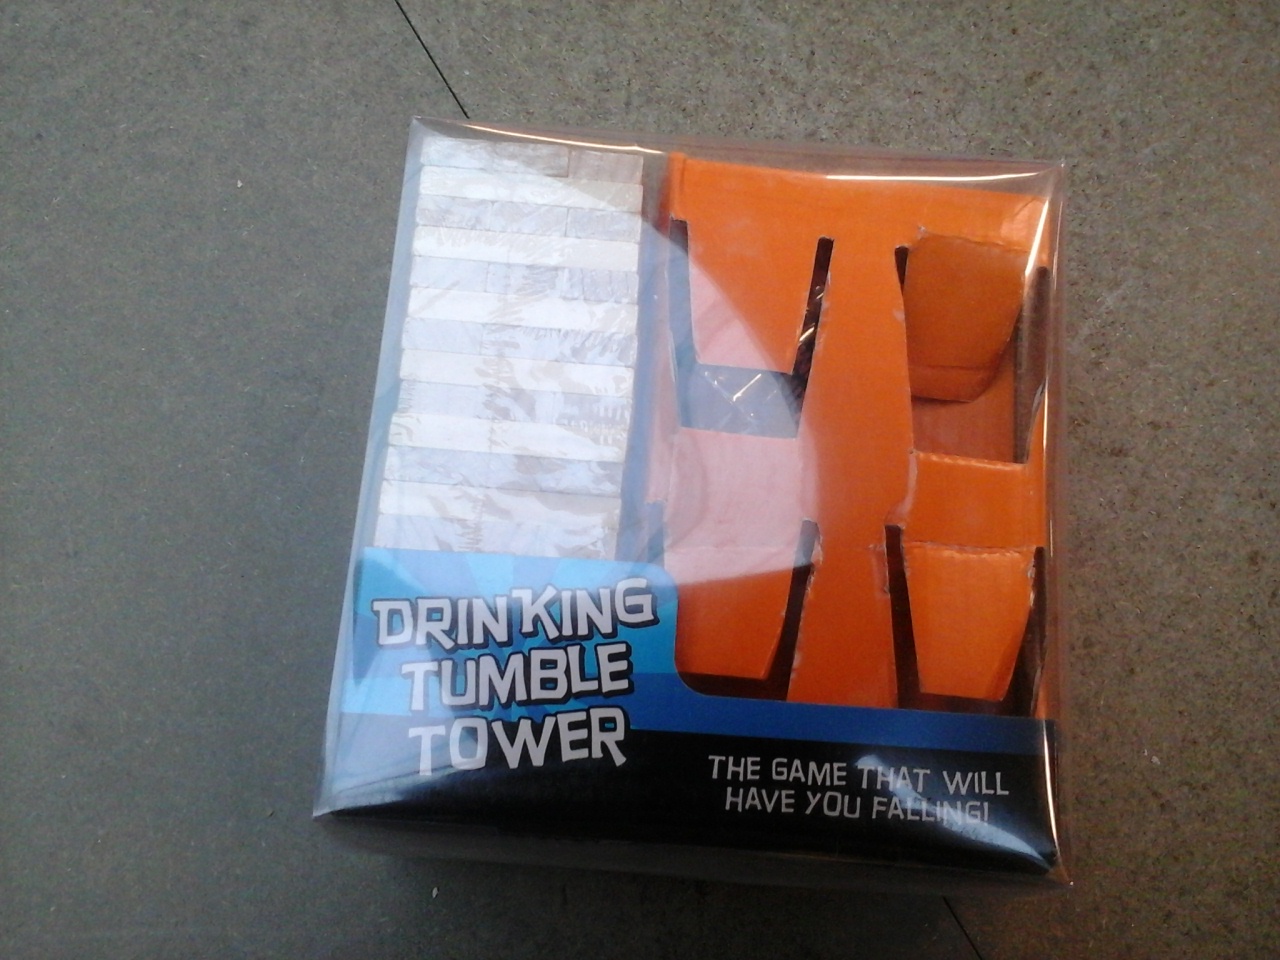 DRINKING
TUMBLE
TOWER
THE GAME THAT WILL
HAVE YOU FALLING!